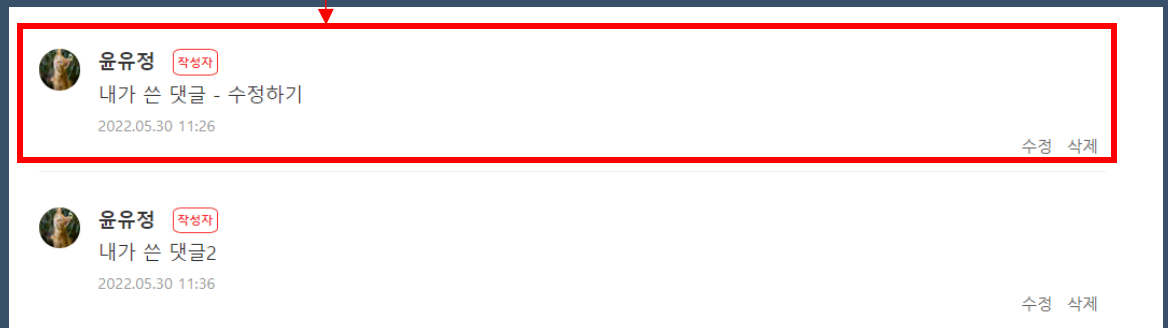 윤유정 작성자
내가 쓴 댓글 - 수정하기
2022.05.30 11:26
수정 삭제
윤유정 작성자
내가 쓴 댓글2
2022.05.30 11:36
수정 삭제